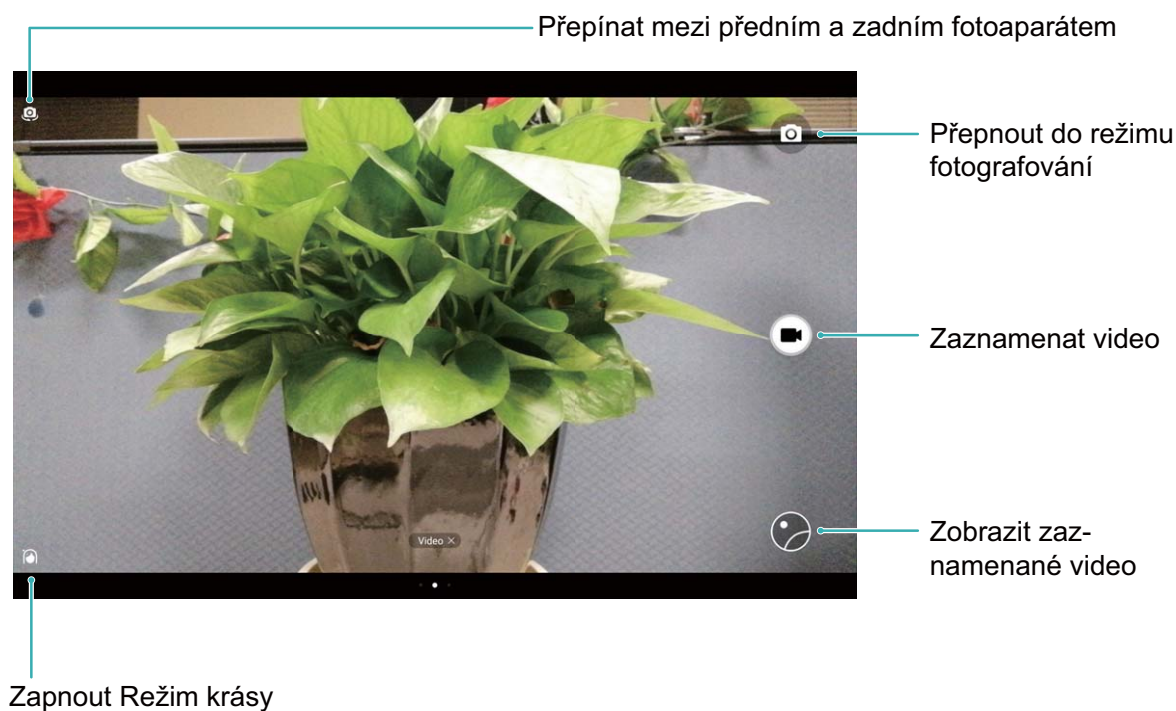 Přepínat mezi předním a zadním fotoaparátem
Přepnout do režimu
fotografování
Zaznamenat video
Zobrazit zaz-
namenané video
Video ×
Zapnout Režim krásy